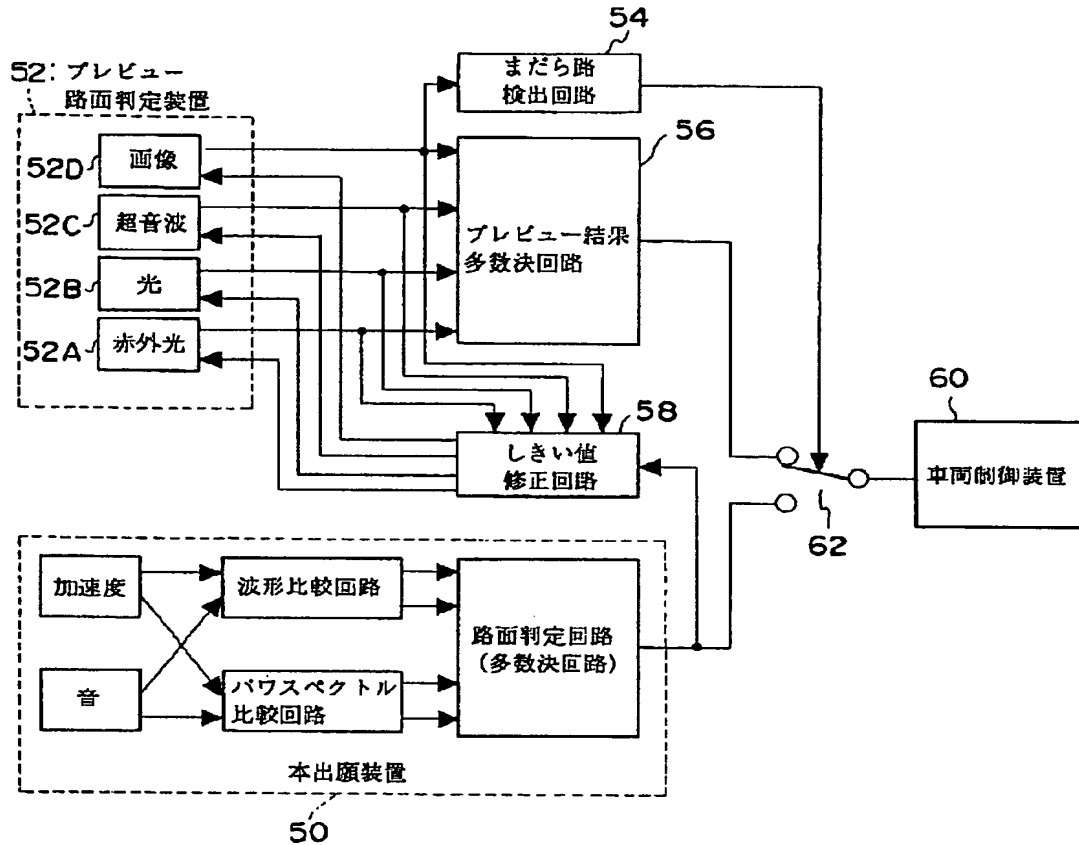 54
52:プレビュー
路面判定装置
まだら路
検出回路
56
52D
画像
52C
超音波
52B
光
52A
赤外光
プレビュー結果
多数決回路
58
しきい値
修正回路
60
車両制御装置
62
加速度
波形比較回路
路面判定回路
(多数決回路)
音
パワスペクトル
比較回路
本出願装置
50